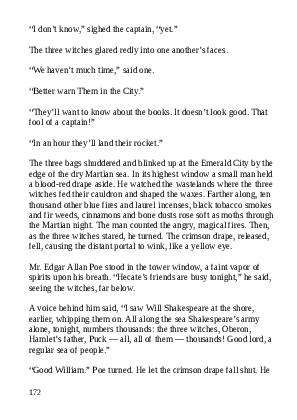 “I don’t know,” sighed the captain, “yet.”
The three witches glared redly into one another’s faces.
“We haven’t much time,” said one.
“Better warn Them in the City.”
“They’ll want to know about the books. It doesn’t look good. That
fool of a captain!”
“In an hour they’ll land their rocket.”
The three bags shuddered and blinked up at the Emerald City by the
edge of the dry Martian sea. In its highest window a small man held
a blood-red drape aside. He watched the wastelands where the three
witches fed their cauldron and shaped the waxes. Farther along, ten
thousand other blue fires and laurel incenses, black tobacco smokes
and fir weeds, cinnamons and bone dusts rose soft as moths through
the Martian night. The man counted the angry, magical fires. Then,
as the three witches stared, he turned. The crimson drape, released,
fell, causing the distant portal to wink, like a yellow eye.
Mr. Edgar Allan Poe stood in the tower window, a faint vapor of
spirits upon his breath. “Hecate’s friends are busy tonight,” he said,
seeing the witches, far below.
A voice behind him said, “I saw Will Shakespeare at the shore,
earlier, whipping them on. All along the sea Shakespeare’s army
alone, tonight, numbers thousands: the three witches, Oberon,
Hamlet’s father, Puck — all, all of them — thousands! Good lord, a
regular sea of people.”
“Good William.” Poe turned. He let the crimson drape fall shut. He
172